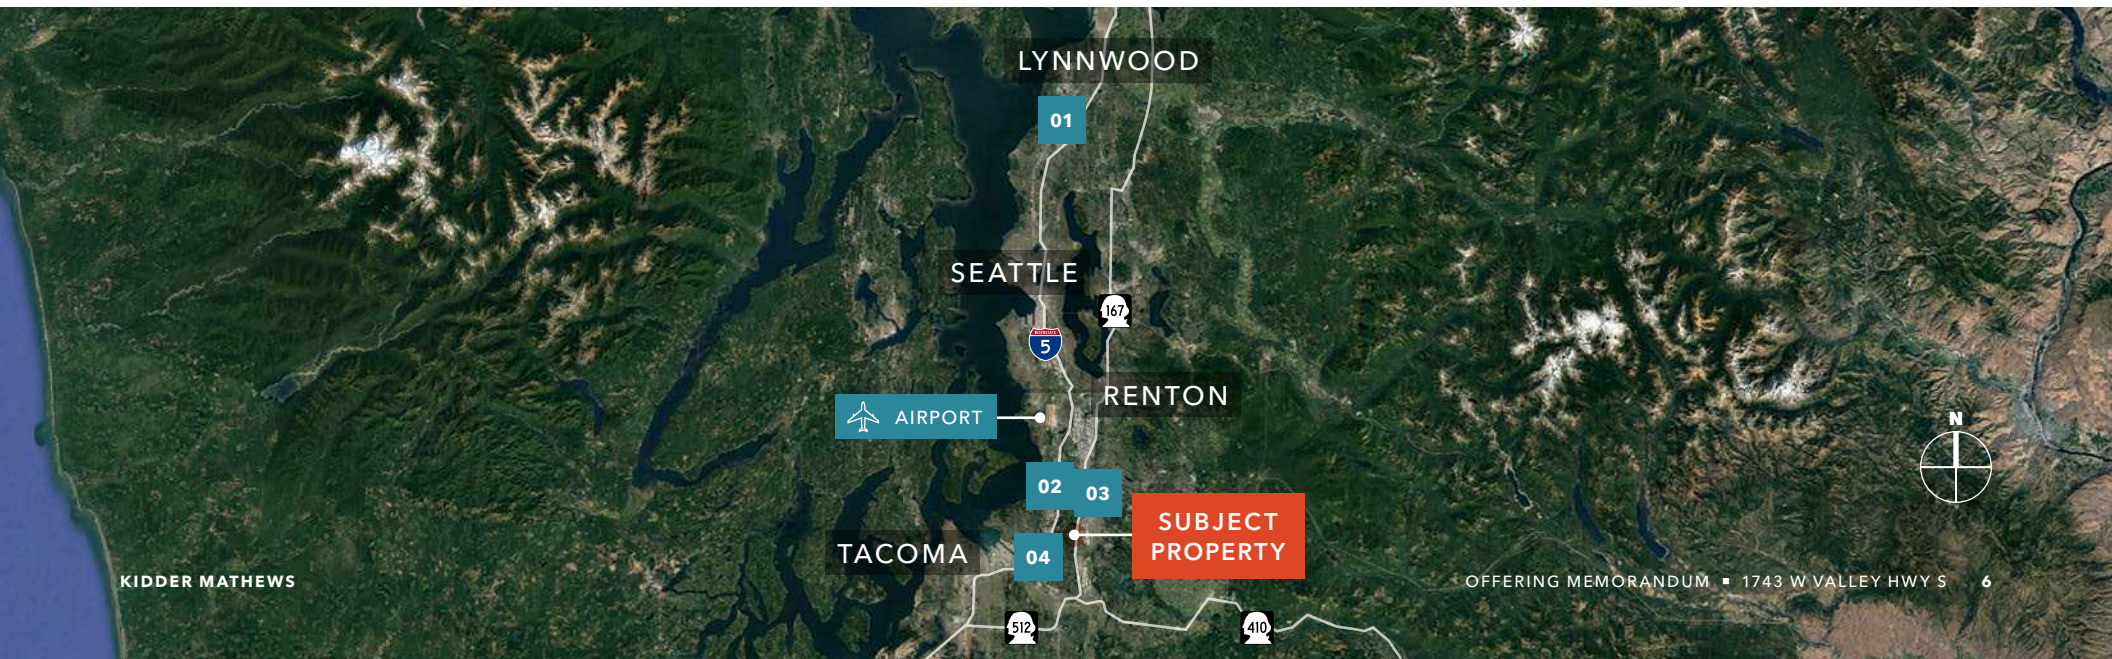 LYNNWOOD
01
SEATTLE
167
INTERSTATE
5
RENTON
AIRPORT
N
02
03
SUBJECT
PROPERTY
TACOMA
04
KIDDER MATHEWS
OFFERING MEMORANDUM ▪ 1743 W VALLEY HWY S 6
512
410